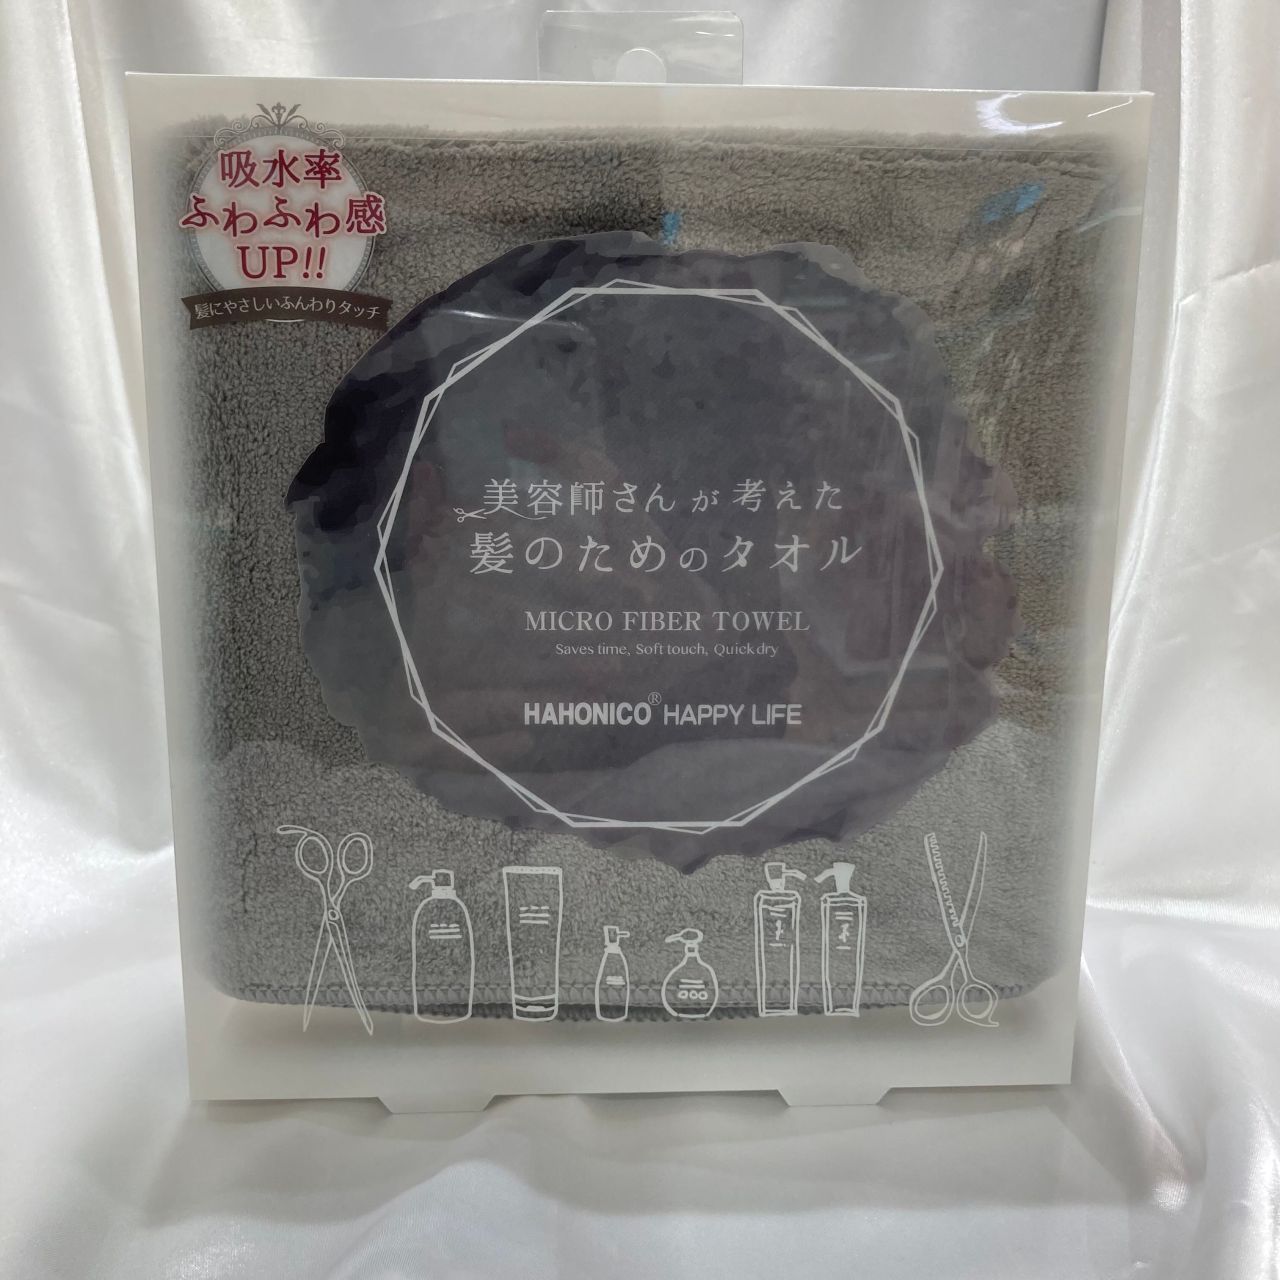 吸水率
ふわふわ感
UP!!
髪にやさしいふんわりタッチ
美容師さんが考えた
髪のためのタオル
MICRO FIBER TOWEL
Saves time, Soft touch, Quick dry
HAHONICO® HAPPY LIFE